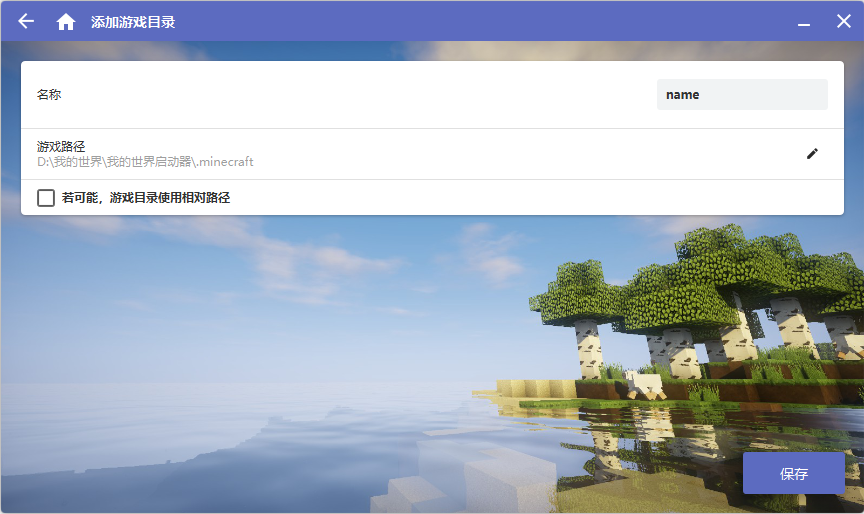 添加游戏目录
名称
name
游戏路径
D:\我的世界\我的世界启动器\.minecraft
若可能，游戏目录使用相对路径
保存